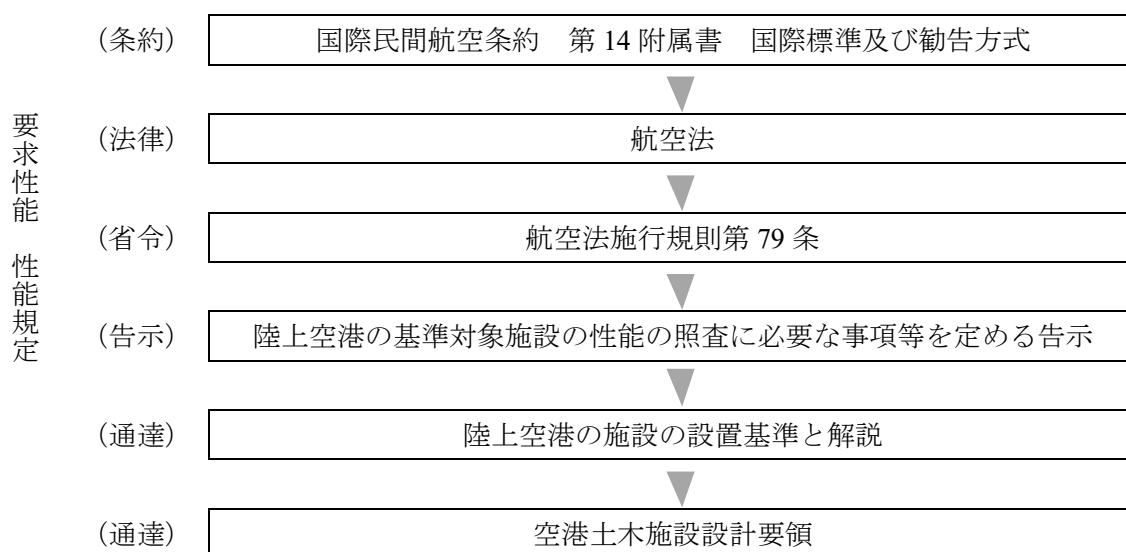 （条約）
国際民間航空条約　第 14 附属書　国際標準及び勧告方式
（法律）
航空法
（省令）
航空法施行規則第 79 条
（告示）
陸上空港の基準対象施設の性能の照査に必要な事項等を定める告示
（通達）
陸上空港の施設の設置基準と解説
（通達）
空港土木施設設計要領
要求性能　性能規定